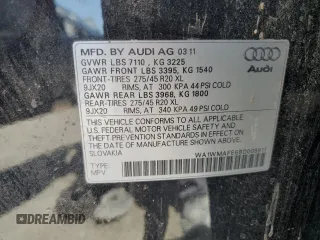 MFD. BY AUDI AG 03 11
GVWR LBS 7110 , KG 3225
GAWR FRONT LBS 3395, KG 1540
FRONT-TIRES 275/45 R20 XL
9JX20 RIMS, AT 300 KPA 44 PSI COLD
GAWR REAR LBS 3968, KG 1800
REAR-TIRES 275/45 R20 XL
9JX20 RIMS, AT 340 KPA 49 PSI COLD
Audi
THIS VEHICLE CONFORMS TO ALL APPLICABLE
U.S. FEDERAL MOTOR VEHICLE SAFETY AND
THEFT PREVENTION STANDARDS IN EFFECT ON
THE DATE OF MANUFACTURE SHOWN ABOVE.
SLOVAKIA
TYPE:
MPV
DREAMBID